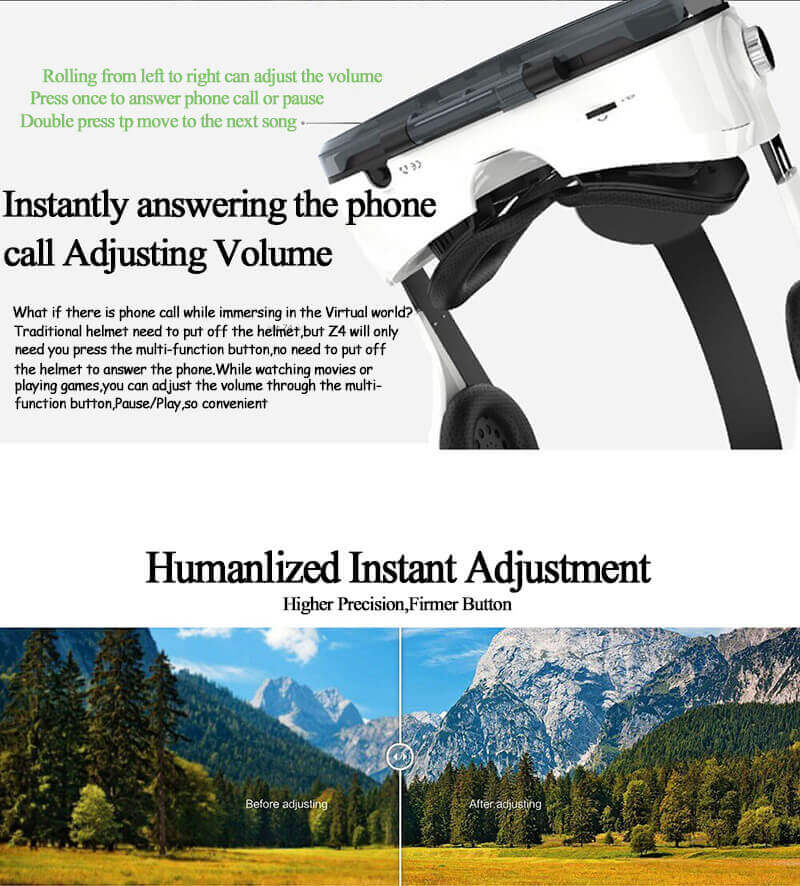 Rolling from left to right can adjust the volume
Press once to answer phone call or pause
Double press tp move to the next song
Instantly answering the phone
call Adjusting Volume
What if there is phone call while immersing in the Virtual world?
Traditional helmet need to put off the helmet,but Z4 will only
need you press the multi-function button,no need to put off
the helmet to answer the phone.While watching movies or
playing games,you can adjust the volume through the multi-
function button,Pause/Play,so convenient
Humanlized Instant Adjustment
Higher Precision,Firmer Button
Before adjusting
After adjusting